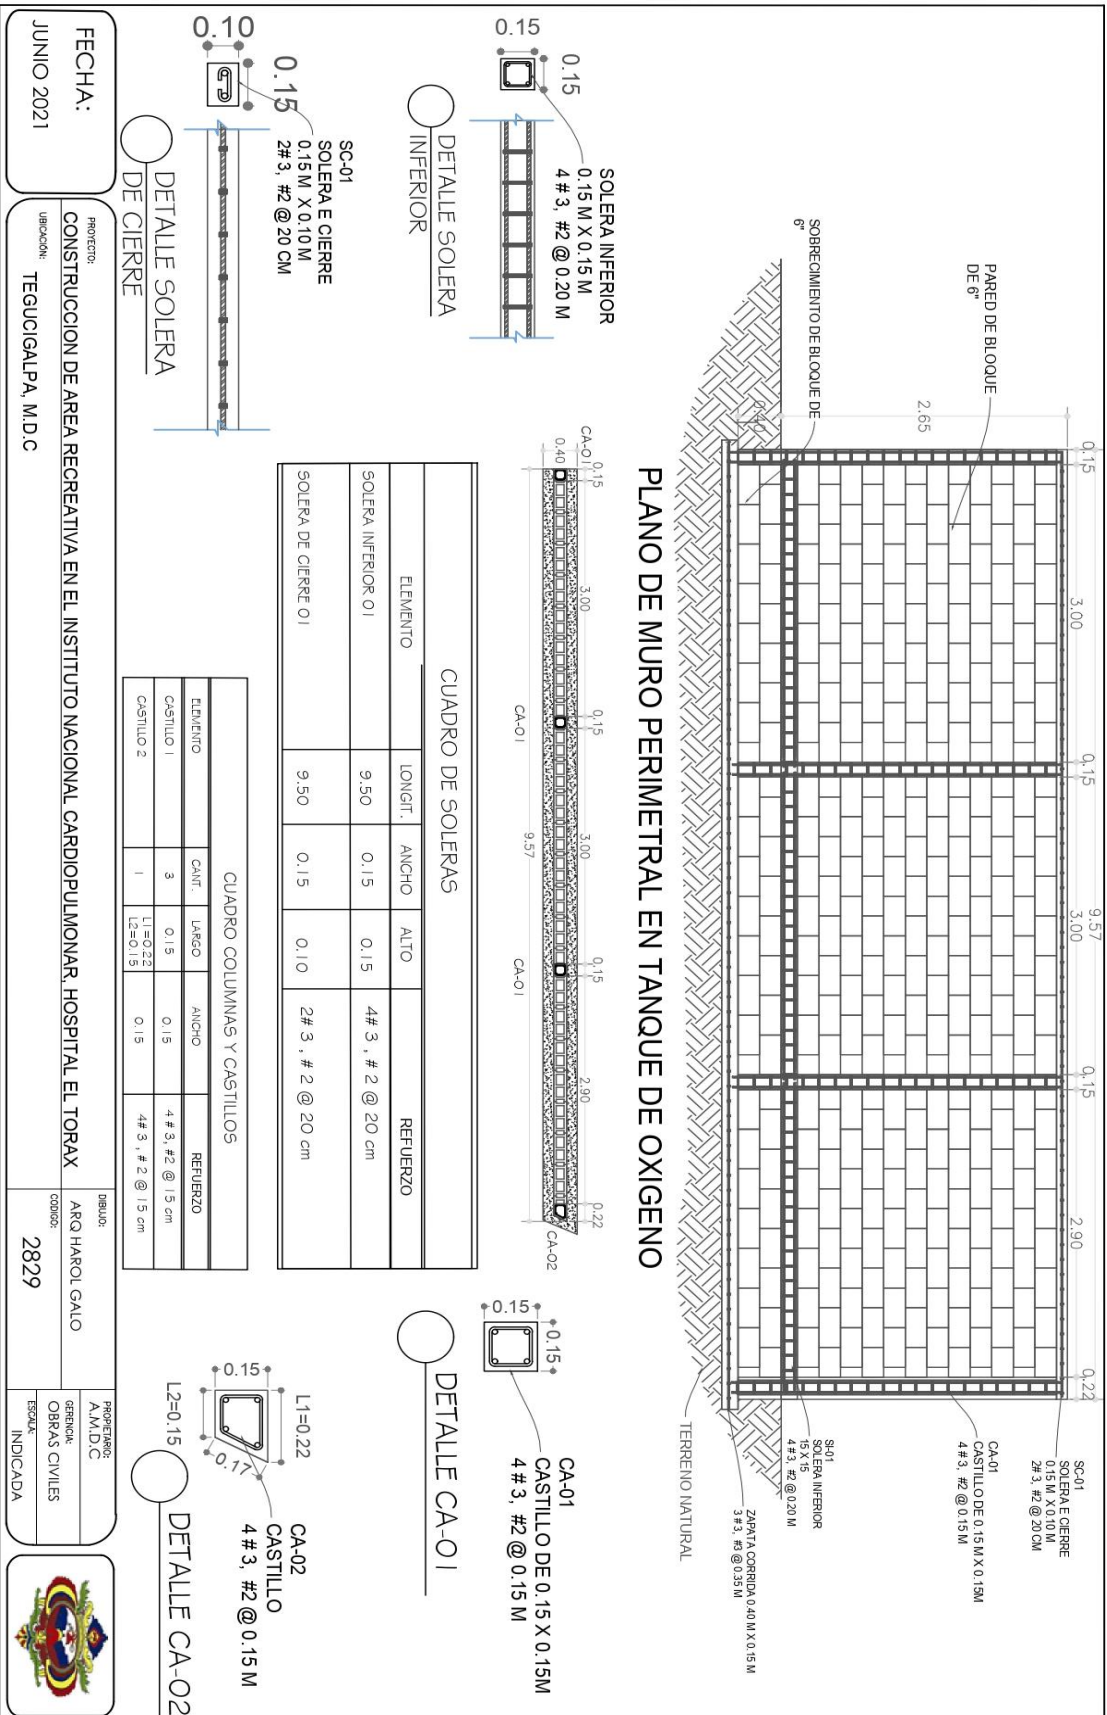 0.15
3.00
0.15
3.00
0.15
2.90
0.22
9.57
2.65
0.40
PARED DE BLOQUE
DE 6"
SOBRECIMIENTO DE BLOQUE DE
6"
SC-01
SOLERA E CIERRE
0.15 M X 0.10 M
2# 3, #2 @ 20 CM
CA-01
CASTILLO DE 0.15 M X 0.15M
4 # 3, #2 @ 0.15 M
SI-01
SOLERA INFERIOR
15 X 15
4 # 3, #2 @ 0.20 M
ZAPATA CORRIDA 0.40 M X 0.15 M
3 # 3, #3 @ 0.35 M
TERRENO NATURAL
PLANO DE MURO PERIMETRAL EN TANQUE DE OXIGENO
0.15
0.15
SOLERA INFERIOR
0.15 M X 0.15 M
4 # 3, #2 @ 0.20 M
DETALLE SOLERA
INFERIOR
0.10
0.15
SC-01
SOLERA E CIERRE
0.15 M X 0.10 M
2# 3, #2 @ 20 CM
DETALLE SOLERA
DE CIERRE
CA-01
0.15
0.40
3.00
0.15
3.00
0.15
2.90
0.22
CA-01
CA-01
CA-02
9.57
CUADRO DE SOLERAS
ELEMENTO LONGIT. ANCHO ALTO REFUERZO
SOLERA INFERIOR 01 9.50 0.15 0.15 4# 3 , # 2 @ 20 cm
SOLERA DE CIERRE 01 9.50 0.15 0.10 2# 3 , # 2 @ 20 cm
CUADRO COLUMNAS Y CASTILLOS
ELEMENTO CANT. LARGO ANCHO REFUERZO
CASTILLO 1 3 0.15 0.15 4 # 3, #2 @ 15 cm
CASTILLO 2 1 L1=0.22 L2=0.15 0.15 4# 3 , # 2 @ 15 cm
0.15
0.15
CA-01
CASTILLO DE 0.15 X 0.15M
4 # 3, #2 @ 0.15 M
DETALLE CA-01
0.15
L1=0.22
0.17
L2=0.15
CA-02
CASTILLO
4 # 3, #2 @ 0.15 M
DETALLE CA-02
FECHA:
JUNIO 2021
PROYECTO:
CONSTRUCCION DE AREA RECREATIVA EN EL INSTITUTO NACIONAL CARDIOPULMONAR, HOSPITAL EL TORAX
UBICACIÓN:
TEGUCIGALPA, M.D.C
DIBUJO:
ARQ HAROL GALO
CODIGO:
2829
PROPIETARIO:
A.M.D.C
GERENCIA:
OBRAS CIVILES
ESCALA:
INDICADA